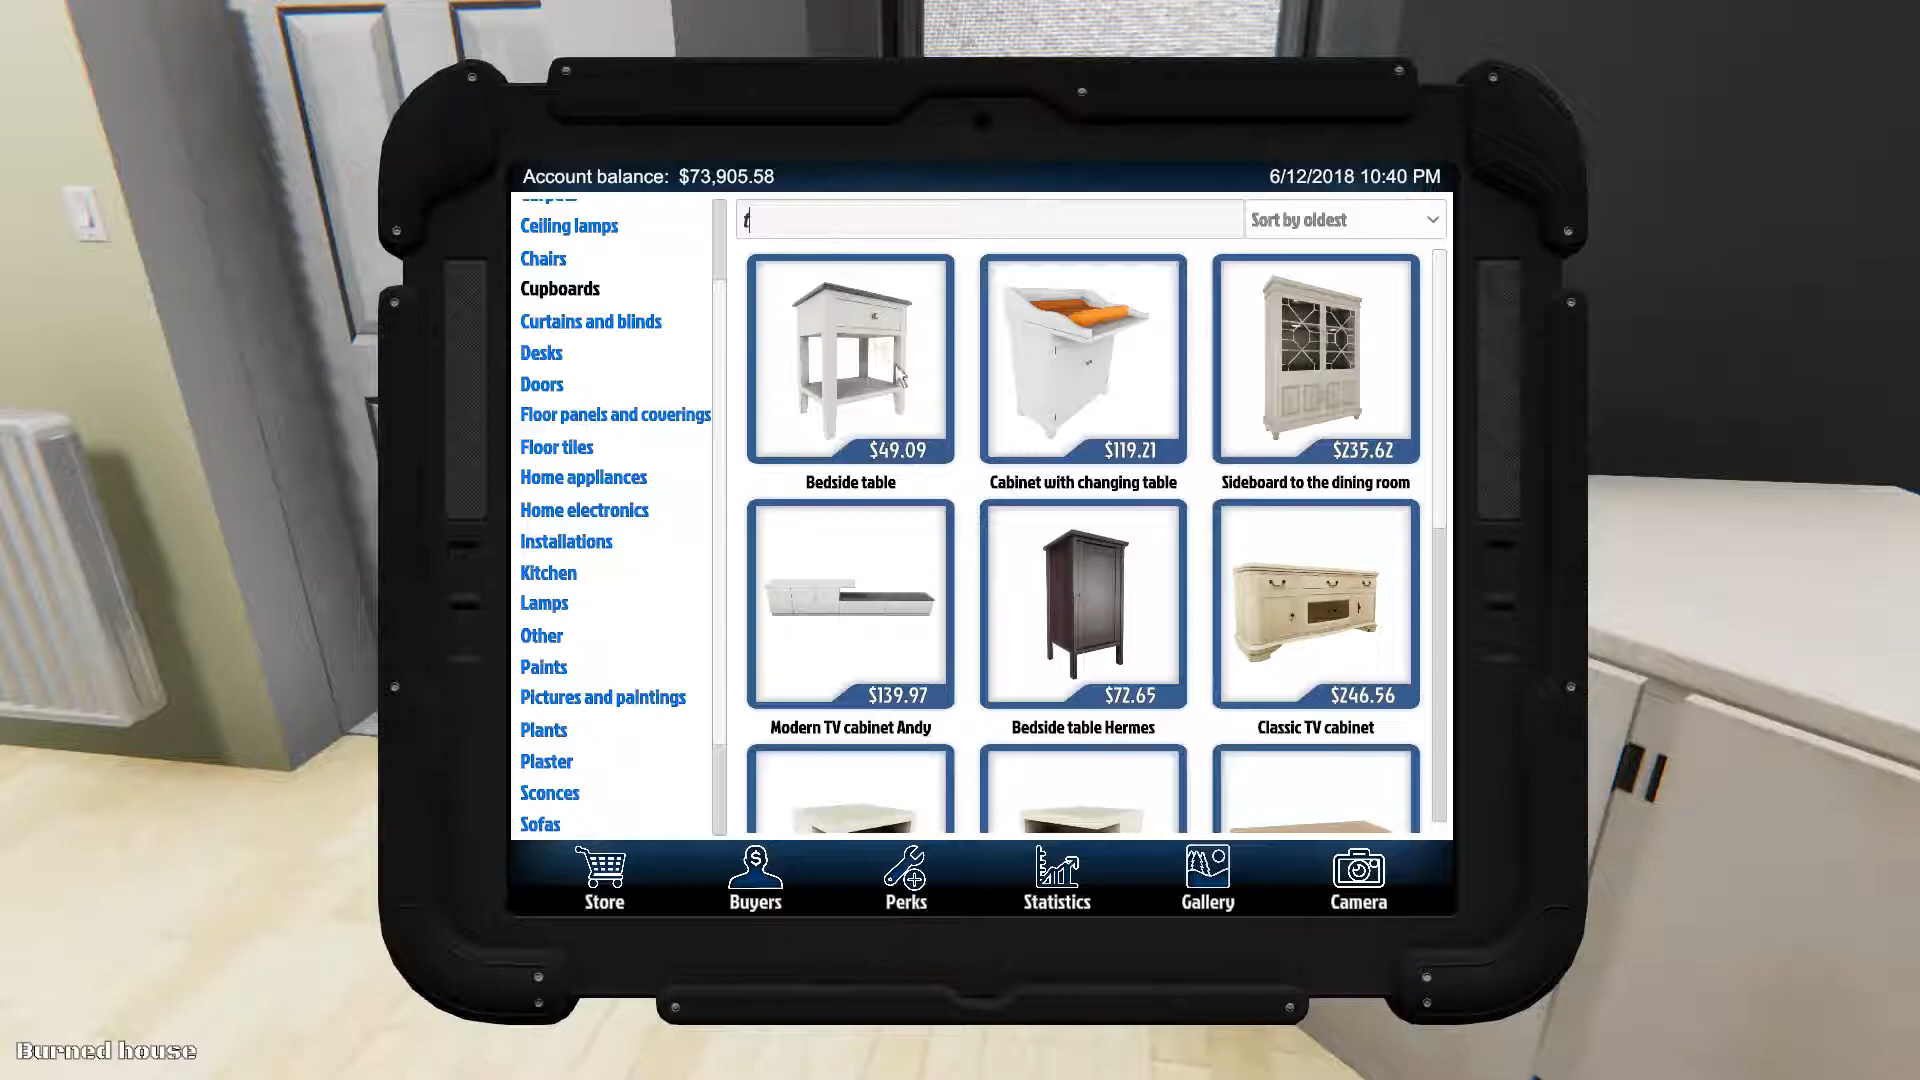 Account balance: $73,905.58
6/12/2018 10:40 PM
Ceiling lamps
Chairs
Cupboards
Curtains and blinds
Desks
Doors
Floor panels and coverings
Floor tiles
Home appliances
Home electronics
Installations
Kitchen
Lamps
Other
Paints
Pictures and paintings
Plants
Plaster
Sconces
Sofas
t
Sort by oldest
$49.09
$119.21
$235.62
Bedside table
Cabinet with changing table
Sideboard to the dining room
$139.97
$72.65
$246.56
Modern TV cabinet Andy
Bedside table Hermes
Classic TV cabinet
Store
Buyers
Perks
Statistics
Gallery
Camera
Burned house